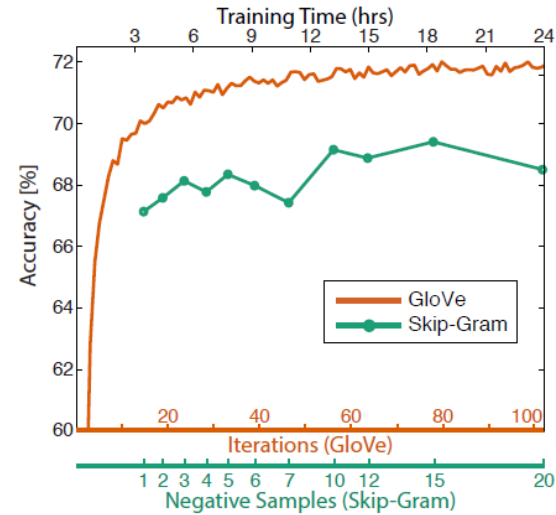 Training Time (hrs)
3 6 9 12 15 18 21 24
72
70
68
66
64
62
60
Accuracy [%]
GloVe
Skip-Gram
20 40 60 80 100
Iterations (GloVe)
1 2 3 4 5 6 7 10 12 15 20
Negative Samples (Skip-Gram)